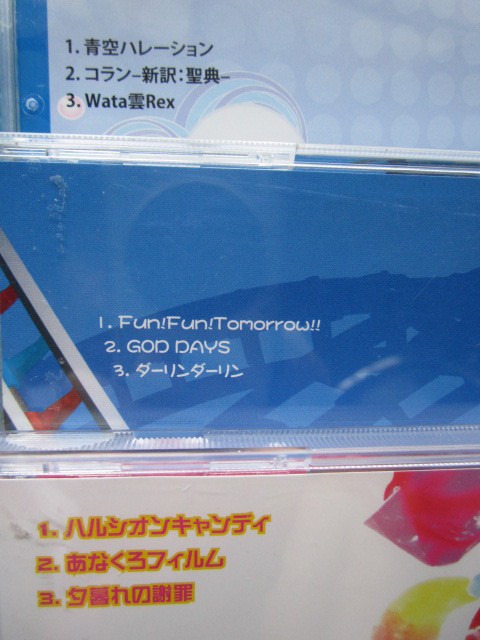 1. 青空ハレーション
2. コラン–新訳：聖典–
3. Wata雲Rex
1. Fun!Fun!Tomorrow!!
2. GOD DAYS
3. ダーリンダーリン
1. ハルシオンキャンディ
2. あなくろフィルム
3. 夕暮れの謝罪